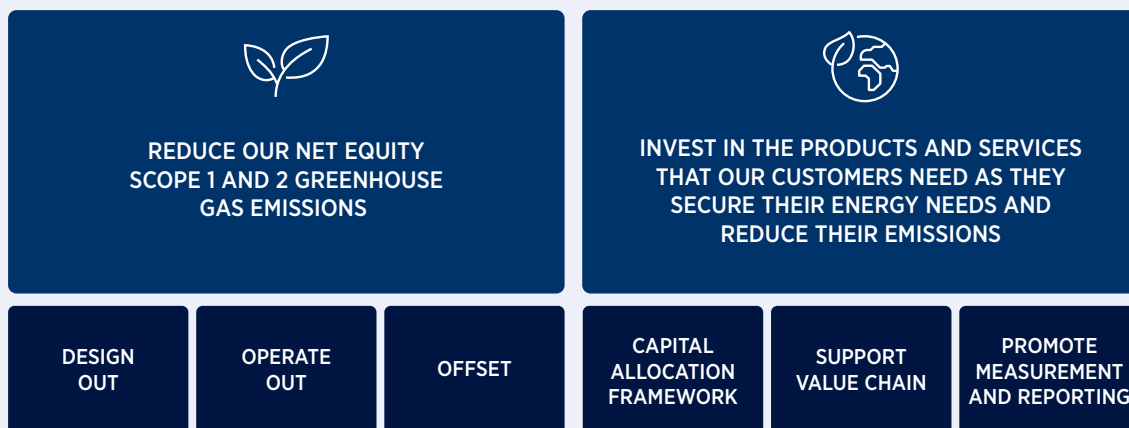 REDUCE OUR NET EQUITY
SCOPE 1 AND 2 GREENHOUSE
GAS EMISSIONS
INVEST IN THE PRODUCTS AND SERVICES
THAT OUR CUSTOMERS NEED AS THEY
SECURE THEIR ENERGY NEEDS AND
REDUCE THEIR EMISSIONS
DESIGN
OUT
OPERATE
OUT
OFFSET
CAPITAL
ALLOCATION
FRAMEWORK
SUPPORT
VALUE CHAIN
PROMOTE
MEASUREMENT
AND REPORTING